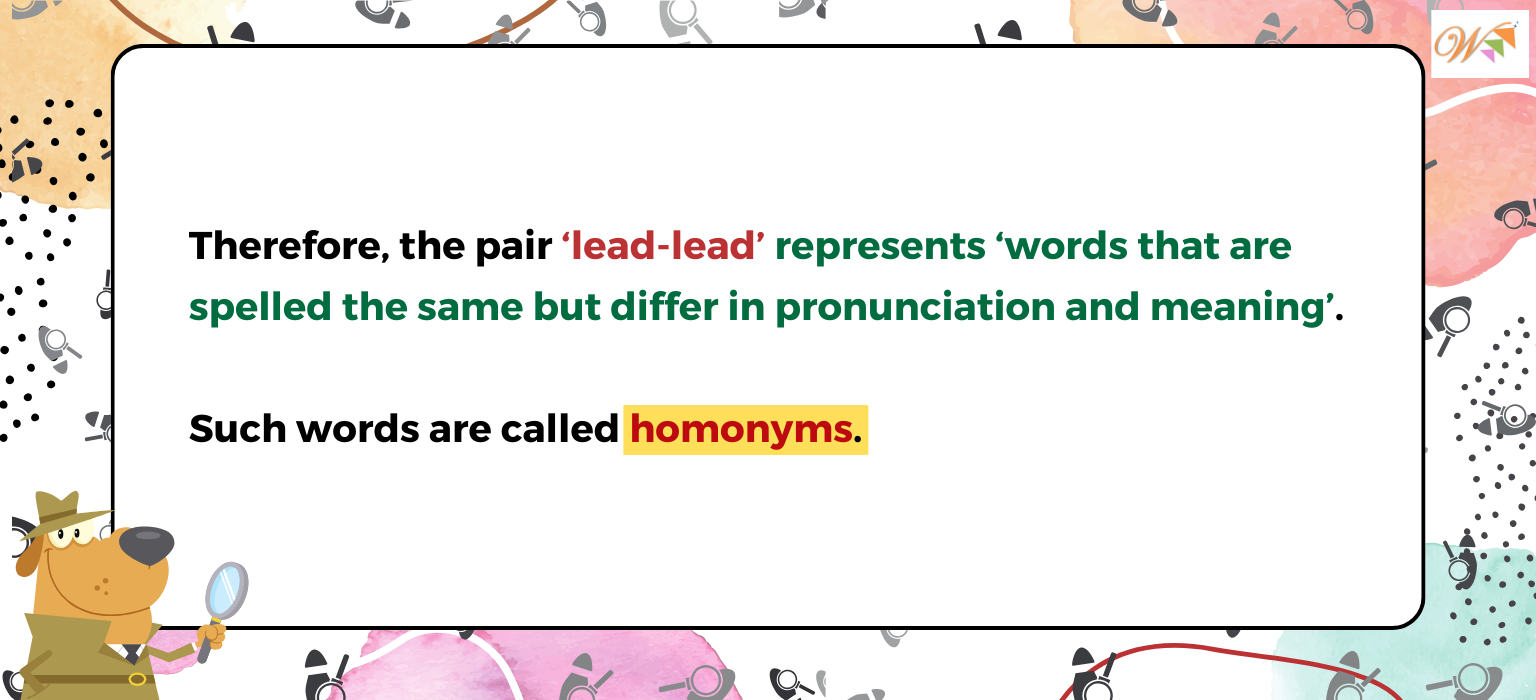 Therefore, the pair ‘lead-lead’ represents ‘words that are
spelled the same but differ in pronunciation and meaning’.
Such words are called homonyms.
W